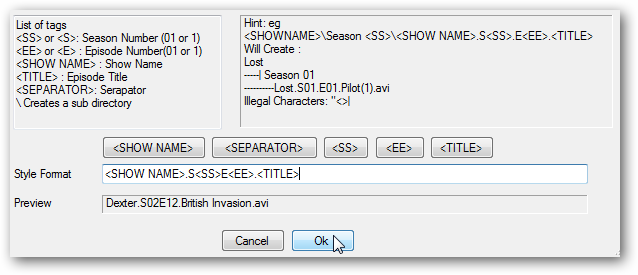 List of tags
<SS> or <S>: Season Number (01 or 1)
<EE> or <E> : Episode Number(01 or 1)
<SHOW NAME> : Show Name
<TITLE> : Episode Title
<SEPARATOR>: Serapator
\ Creates a sub directory
Hint: eg
<SHOWNAME>\Season <SS>\<SHOW NAME>.S<SS>.E<EE>.<TITLE>
Will Create :
Lost
-----| Season 01
----------Lost.S01.E01.Pilot(1).avi
Illegal Characters: "<>|
<SHOW NAME> <SEPARATOR> <SS> <EE> <TITLE>
Style Format <SHOW NAME>.S<SS>E<EE>.<TITLE>
Preview Dexter.S02E12.British Invasion.avi
Cancel Ok